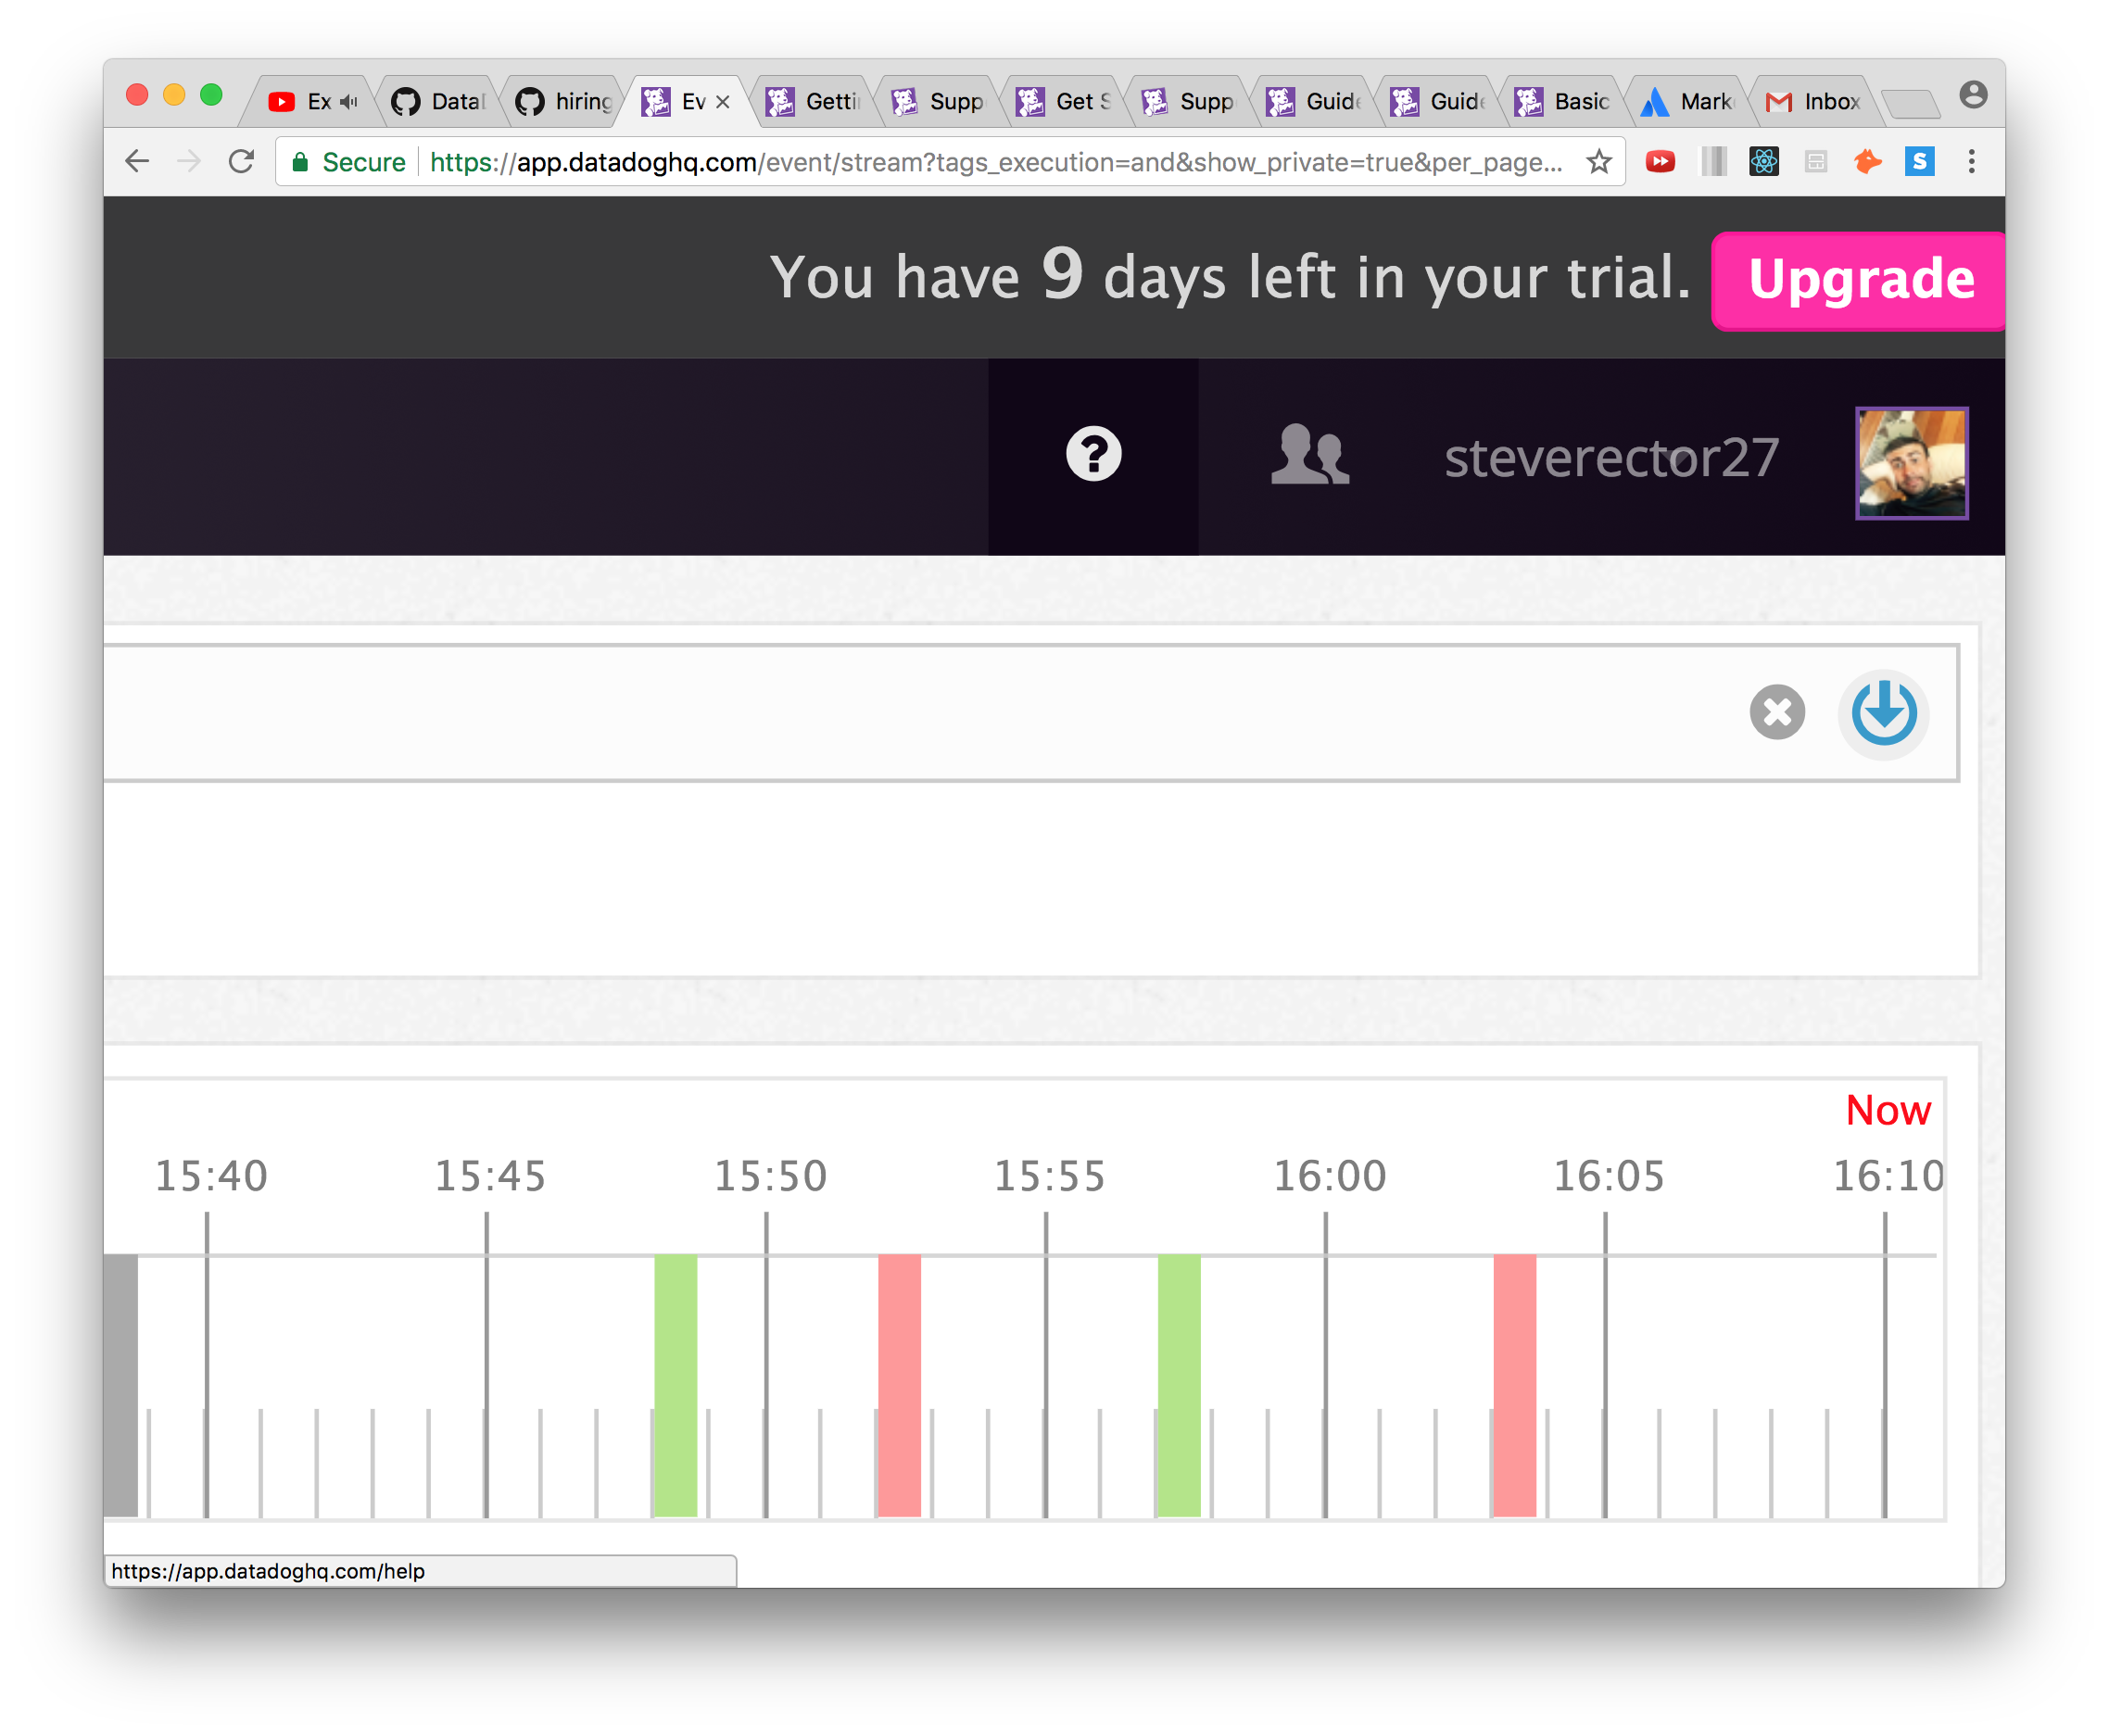 Ex Data hiring Ev Getti Supp Get S Supp Guide Guide Basic Mark Inbox
Secure https://app.datadoghq.com/event/stream?tags_execution=and&show_private=true&per_page... S
You have 9 days left in your trial. Upgrade
? steverector27
Now
15:40 15:45 15:50 15:55 16:00 16:05 16:10
https://app.datadoghq.com/help